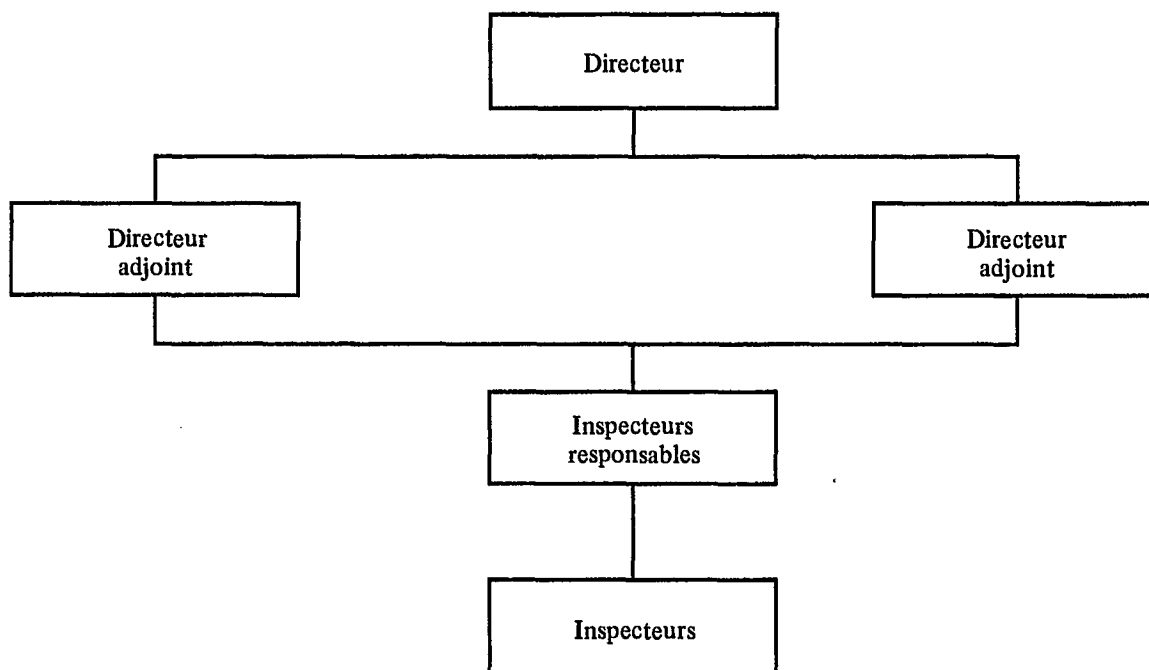 Directeur
Directeur
adjoint
Directeur
adjoint
Inspecteurs
responsables
Inspecteurs